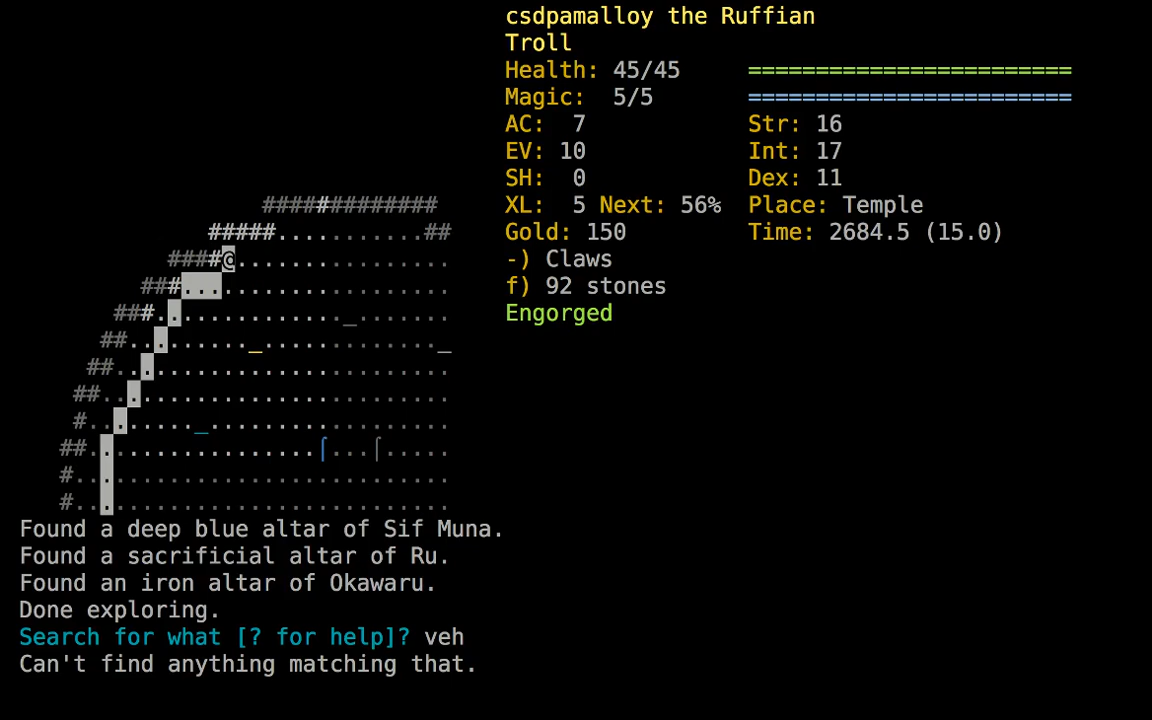 csdpamalloy the Ruffian
Troll
Health: 45/45 ========================
Magic:  5/5 ========================
AC:  7 Str: 16
EV: 10 Int: 17
SH:  0 Dex: 11
XL:  5 Next: 56% Place: Temple
Gold: 150 Time: 2684.5 (15.0)
-) Claws
f) 92 stones
Engorged
#############
#####...........##
####@................
###....................
###..............._.......
##........_............._
##..........................
##...........................
#........_..................
##.................⌠...⌠.....
#............................
#............................
Found a deep blue altar of Sif Muna.
Found a sacrificial altar of Ru.
Found an iron altar of Okawaru.
Done exploring.
Search for what [? for help]? veh
Can't find anything matching that.